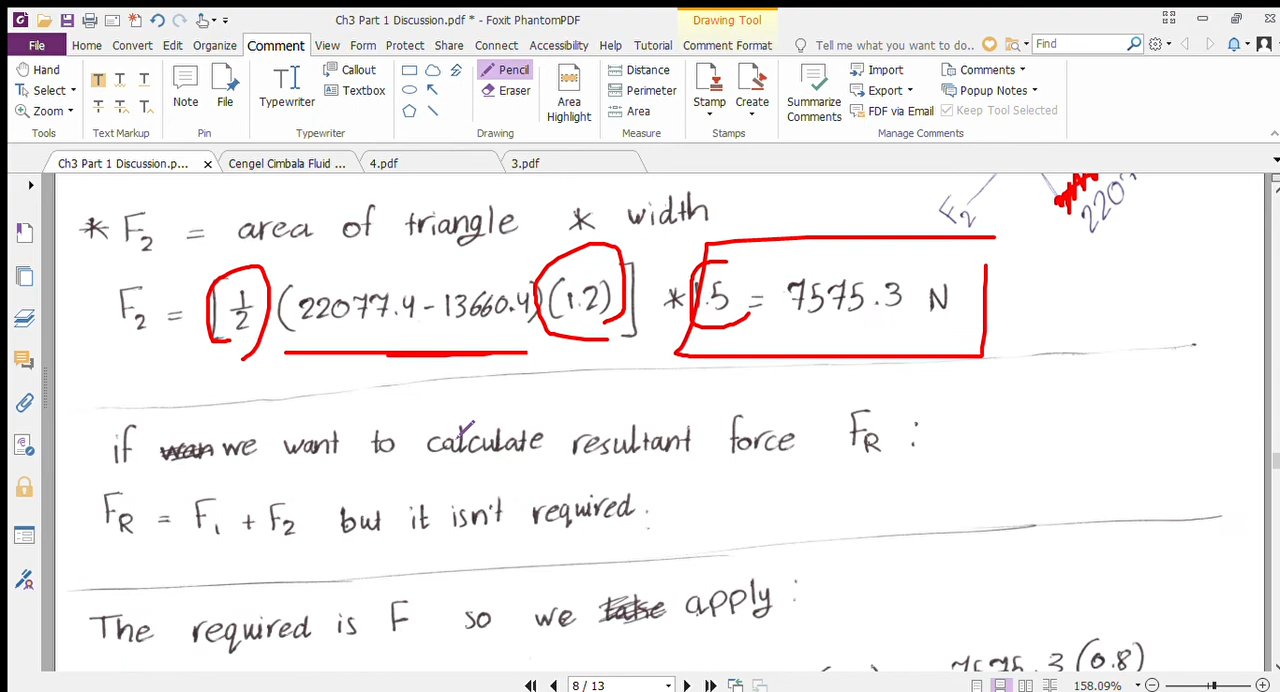 Ch3 Part 1 Discussion.pdf * - Foxit PhantomPDF
Drawing Tool
File Home Convert Edit Organize Comment View Form Protect Share Connect Accessibility Help Tutorial Comment Format Tell me what you want to do.. Find
Hand
Select
Zoom
Tools
Text Markup
Note
File
Pin
Typewriter
Callout
Textbox
Typewriter
Pencil
Eraser
Drawing
Area Highlight
Distance
Perimeter
Area
Measure
Stamp
Create
Stamps
Summarize Comments
Import
Export
FDF via Email
Comments
Popup Notes
Keep Tool Selected
Manage Comments
Ch3 Part 1 Discussion.p... × Cengel Cimbala Fluid ... 4.pdf 3.pdf
F2
* F2 = area of triangle * width
F2 = [ 1/2 (22077.4 - 13660.4)(1.2) ] * 1.5 = 7575.3 N
if we want to calculate resultant force FR :
FR = F1 + F2 but it isn't required.
The required is F so we apply :
7575.3 (0.8)
8 / 13
158.09%